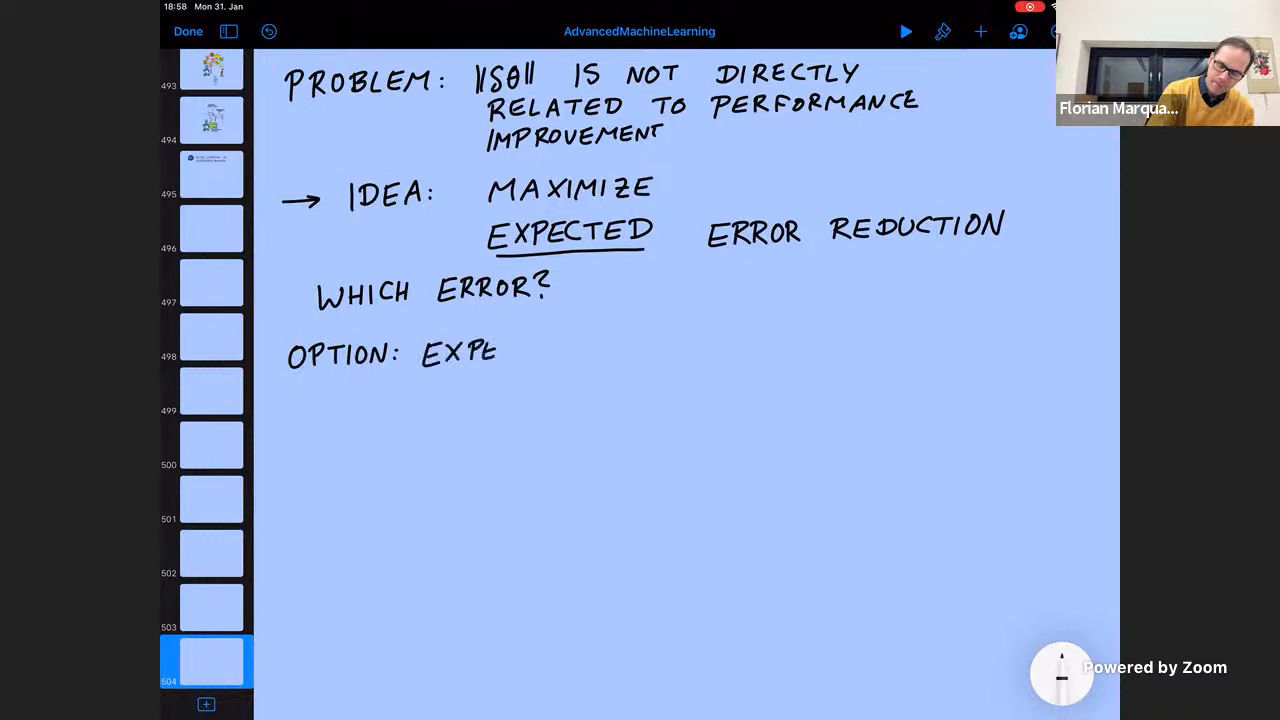 18:58 Mon 31. Jan
Done
AdvancedMachineLearning
Florian Marqua...
493
494
495
496
497
498
499
500
501
502
503
504
PROBLEM: ||δθ|| IS NOT DIRECTLY
RELATED TO PERFORMANCE
IMPROVEMENT
→ IDEA: MAXIMIZE
EXPECTED ERROR REDUCTION
WHICH ERROR?
OPTION: EXPE
Powered by Zoom